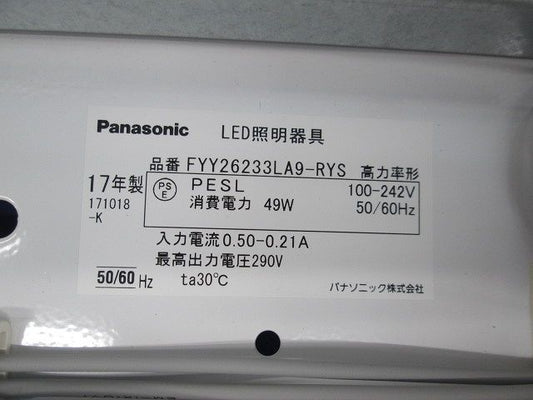 Panasonic LED照明器具
品番 FYY26233LA9-RYS 高力率形
17年製 PS E PESL 100-242V
171018 消費電力 49W 50/60Hz
-K
入力電流0.50-0.21A
最高出力電圧290V
50/60 Hz ta30℃ パナソニック株式会社